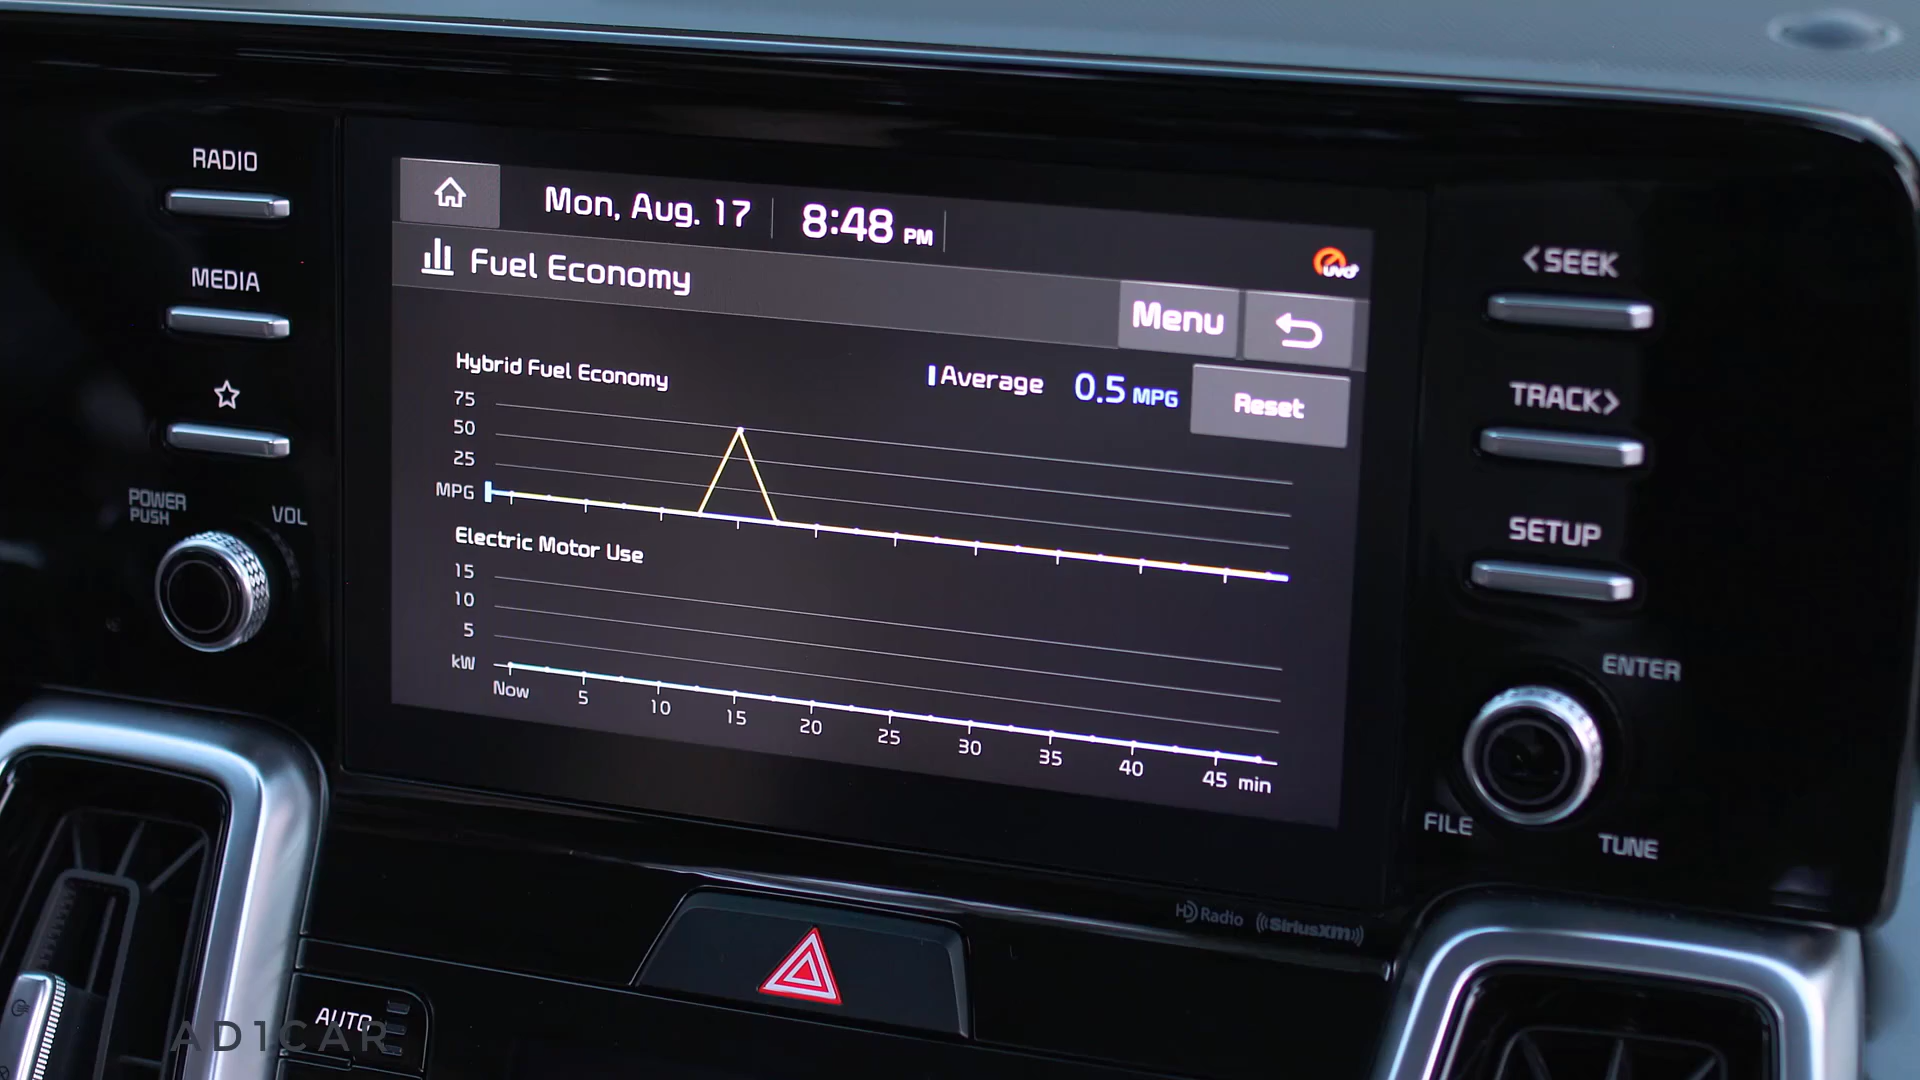 RADIO
MEDIA
POWER
PUSH
VOL
Mon, Aug. 17
8:48 PM
UVO
Fuel Economy
Menu
Hybrid Fuel Economy
Average 0.5 MPG
Reset
75
50
25
MPG
Electric Motor Use
15
10
5
kW
Now 5 10 15 20 25 30 35 40 45 min
<SEEK
TRACK>
SETUP
ENTER
FILE
TUNE
HD Radio
((SiriusXM))
AUTO
AD1CAR